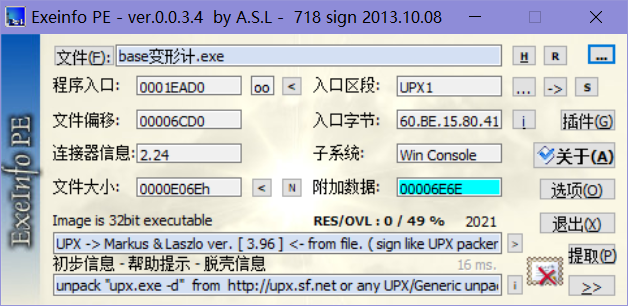 Exeinfo PE - ver.0.0.3.4 by A.S.L - 718 sign 2013.10.08
文件(F): base变形计.exe H R ...
程序入口: 0001EAD0 oo < 入口区段: UPX1 ... -> S
文件偏移: 00006CD0 入口字节: 60.BE.15.80.41 i 插件(G)
连接器信息: 2.24 子系统: Win Console 关于(A)
文件大小: 0000E06Eh < N 附加数据: 00006E6E 选项(O)
Image is 32bit executable RES/OVL : 0 / 49 % 2021 退出(X)
UPX -> Markus & Laszlo ver. [ 3.96 ] <- from file. ( sign like UPX packer >
初步信息 - 帮助提示 - 脱壳信息 16 ms. 提取(P)
unpack "upx.exe -d" from http://upx.sf.net or any UPX/Generic unpa i >>
ExeInfo PE